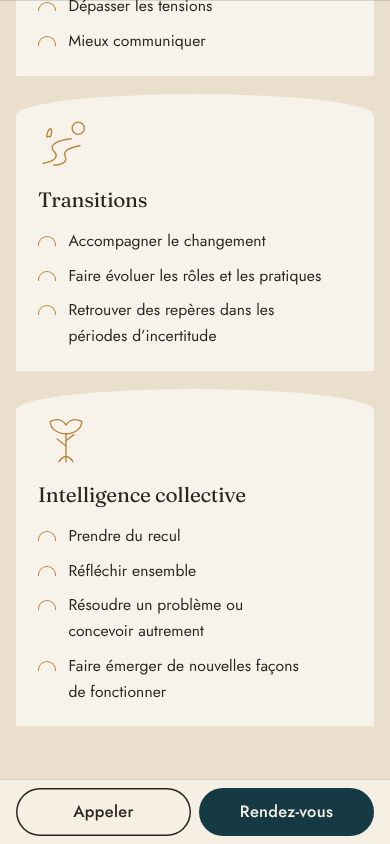 Dépasser les tensions
Mieux communiquer
Transitions
Accompagner le changement
Faire évoluer les rôles et les pratiques
Retrouver des repères dans les
périodes d’incertitude
Intelligence collective
Prendre du recul
Réfléchir ensemble
Résoudre un problème ou
concevoir autrement
Faire émerger de nouvelles façons
de fonctionner
Appeler
Rendez-vous